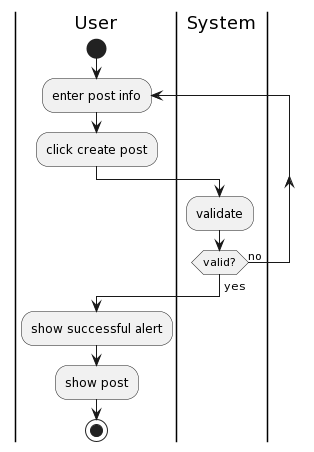 User
System
enter post info
click create post
validate
valid?
no
yes
show successful alert
show post